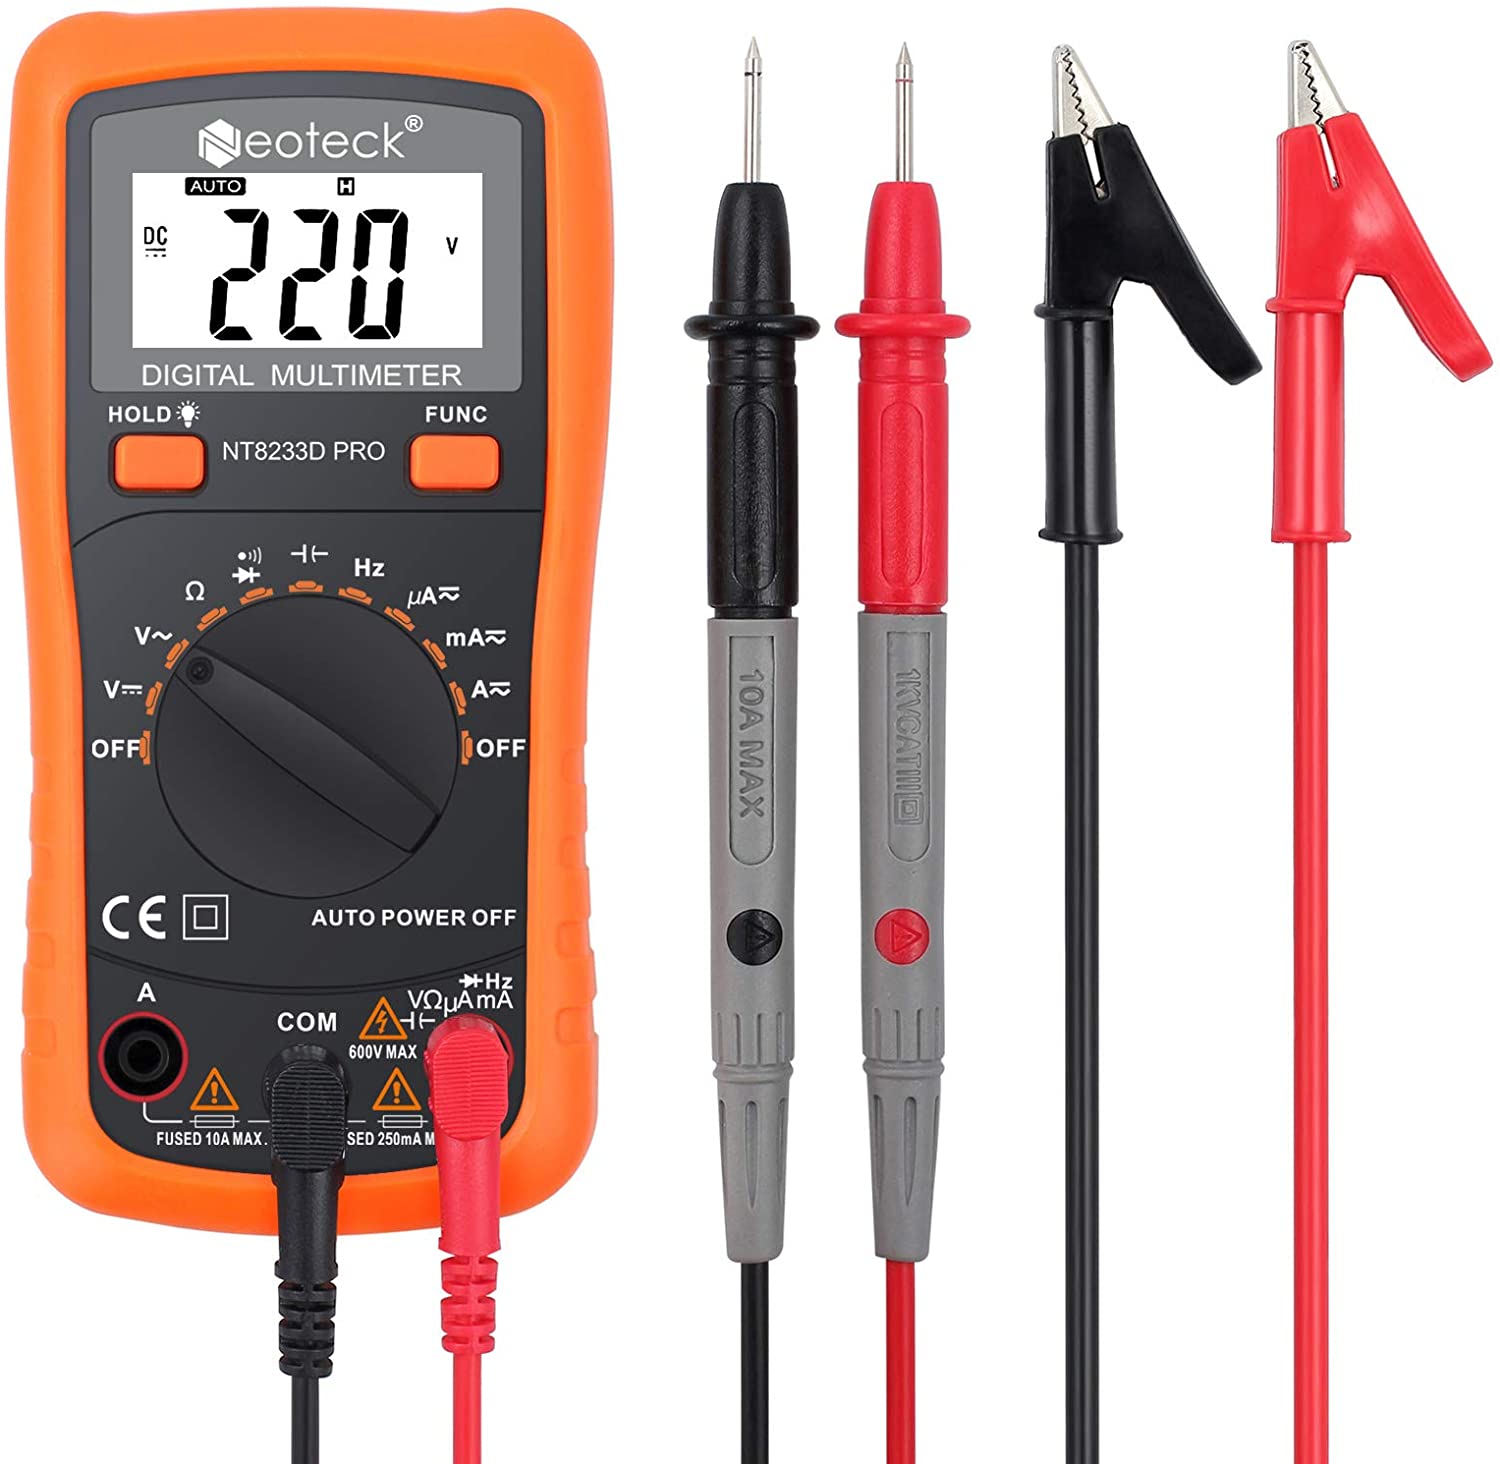 Neoteck®
AUTO H
DC 220 V
DIGITAL MULTIMETER
HOLD FUNC
NT8233D PRO
Hz
Ω μA
V~ mA
V A
OFF OFF
CE AUTO POWER OFF
A Hz
VΩμAmA
COM
600V MAX
FUSED 10A MAX. SED 250mA M
10A MAX
1KVCATIII